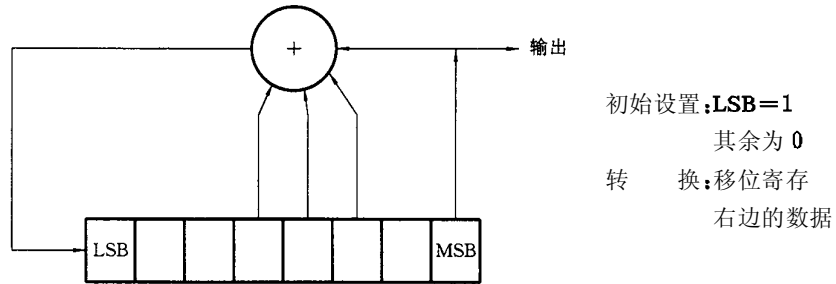 +
输出
初始设置:LSB=1
其余为 0
转 换:移位寄存
右边的数据
LSB
MSB